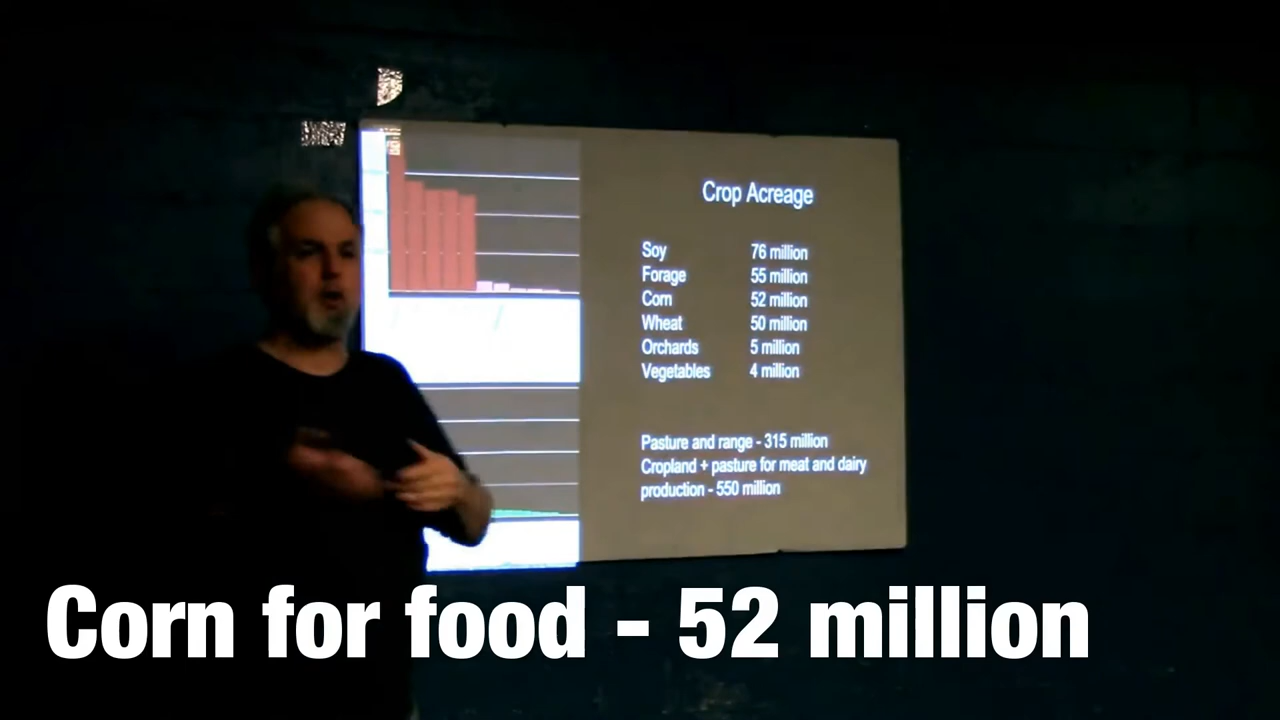 Crop Acreage
Soy 76 million
Forage 55 million
Corn 52 million
Wheat 50 million
Orchards 5 million
Vegetables 4 million
Pasture and range - 315 million
Cropland + pasture for meat and dairy
production - 550 million
Corn for food - 52 million